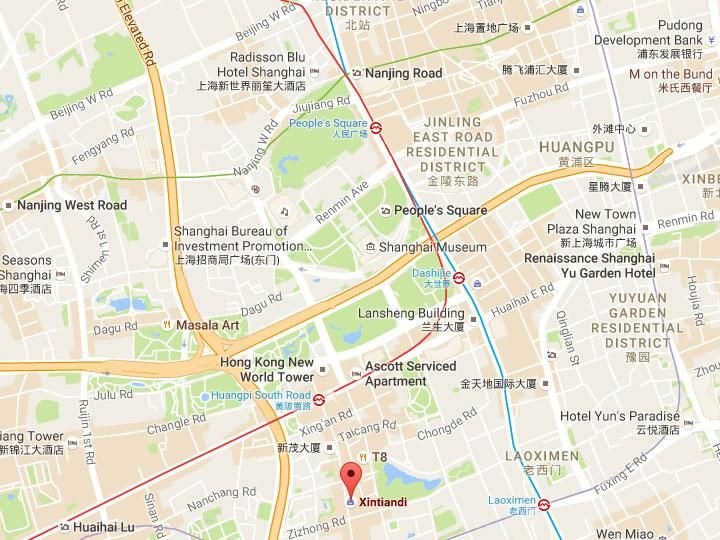 RESIDENTIAL
DISTRICT
北站
Ningbo
Elevated Rd
Nanjing W Rd
Radisson Blu
Hotel Shanghai
上海新世界丽笙大酒店
Nanjing Road
上海置地广场
腾飞浦汇大厦
Pudong
Development Bank
浦东发展银行
M on the Bund
米氏西餐厅
Beijing W Rd
Jiujiang Rd
Fuzhou Rd
People's Square
人民广场
JINLING
EAST ROAD
RESIDENTIAL
DISTRICT
金陵东路
外滩中心
HUANGPU
黄浦区
Fengyang Rd
Nanjing W Rd
星腾大厦
XINBE
新北
Nanjing West Road
Renmin Ave
People's Square
New Town
Plaza Shanghai
新上海城市广场
Renmin Rd
Shimen 1st Rd
Shanghai Bureau of
Investment Promotion...
上海招商局广场(东门)
Shanghai Museum
Seasons
Shanghai
海四季酒店
Dashijie
大世界
Renaissance Shanghai
Yu Garden Hotel
Houjia Rd
Dagu Rd
Huaihai E Rd
YUYUAN
GARDEN
RESIDENTIAL
DISTRICT
豫园
Dagu Rd
Masala Art
Lansheng Building
兰生大厦
Qinglian St
Hong Kong New
World Tower
Ascott Serviced
Apartment
金天地国际大厦
Zhou
Julu Rd
Huangpi South Road
黄陂南路
Ruijin 1st Rd
Changle Rd
Xing'an Rd
Taicang Rd
Chongde Rd
Hotel Yun's Paradise
云悦酒店
iang Tower
新锦江大酒店
新茂大厦
T8
LAOXIMEN
老西门
Fuxing E Rd
Sinan Rd
Nanchang Rd
Xintiandi
Laoximen
老西门
Huaihai Lu
Zizhong Rd
Wen Miao